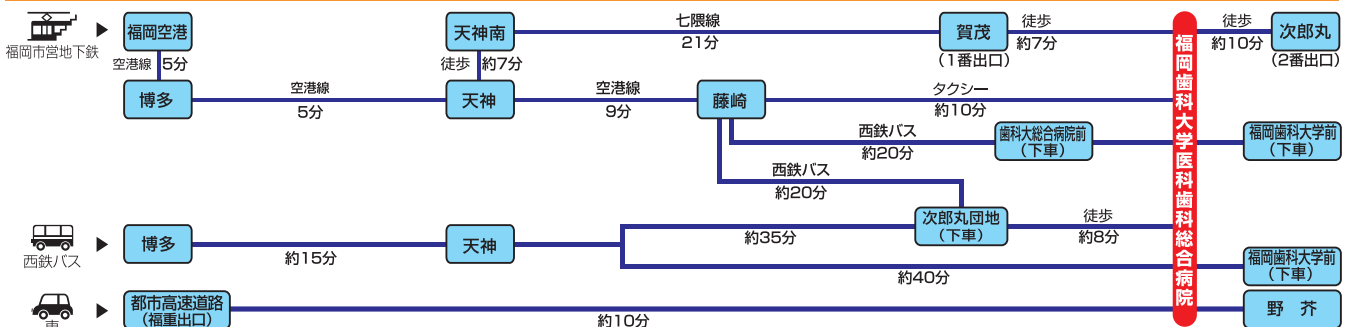 福岡市営地下鉄
福岡空港
天神南
七隈線
21分
賀茂
(1番出口)
徒歩
約7分
徒歩
約10分
次郎丸
(2番出口)
空港線
5分
徒歩
約7分
博多
空港線
5分
天神
空港線
9分
藤崎
タクシー
約10分
西鉄バス
約20分
歯科大総合病院前
(下車)
福岡歯科大学前
(下車)
西鉄バス
約20分
次郎丸団地
(下車)
徒歩
約8分
福岡歯科大学医科歯科総合病院
西鉄バス
博多
約15分
天神
約35分
約40分
福岡歯科大学前
(下車)
車
都市高速道路
(福重出口)
約10分
野 芥